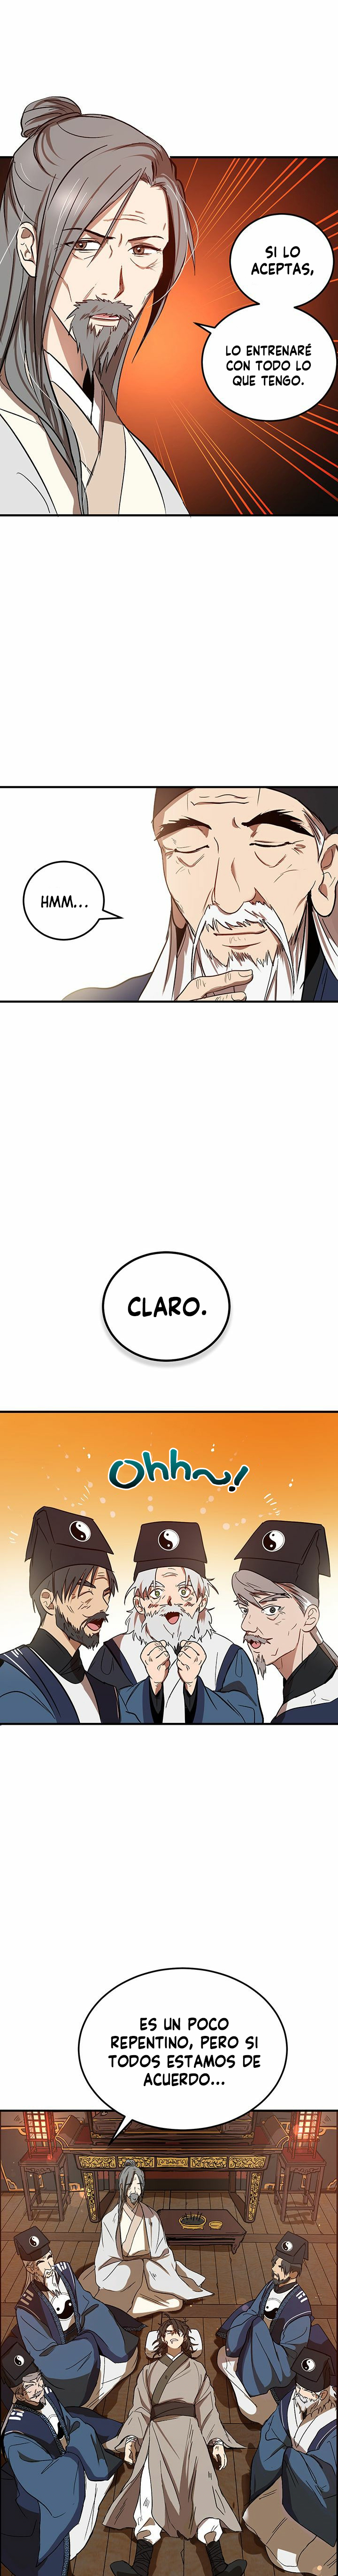 SI LO
ACEPTAS,
LO ENTRENARÉ
CON TODO LO
QUE TENGO.
HMM...
CLARO.
Ohhh~!
ES UN POCO
REPENTINO, PERO SI
TODOS ESTAMOS DE
ACUERDO...